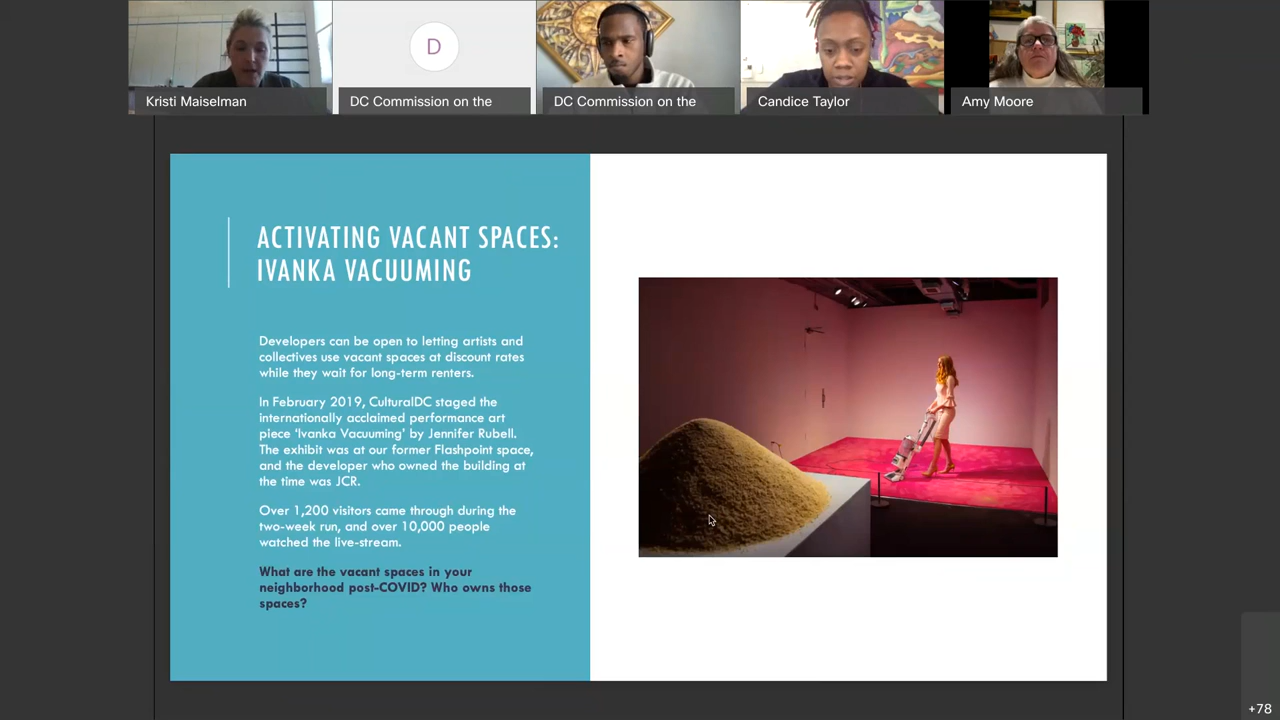 Kristi Maiselman
D
DC Commission on the
DC Commission on the
Candice Taylor
Amy Moore
ACTIVATING VACANT SPACES:
IVANKA VACUUMING
Developers can be open to letting artists and
collectives use vacant spaces at discount rates
while they wait for long-term renters.
In February 2019, CulturalDC staged the
internationally acclaimed performance art
piece 'Ivanka Vacuuming' by Jennifer Rubell.
The exhibit was at our former Flashpoint space,
and the developer who owned the building at
the time was JCR.
Over 1,200 visitors came through during the
two-week run, and over 10,000 people
watched the live-stream.
What are the vacant spaces in your
neighborhood post-COVID? Who owns those
spaces?
+78